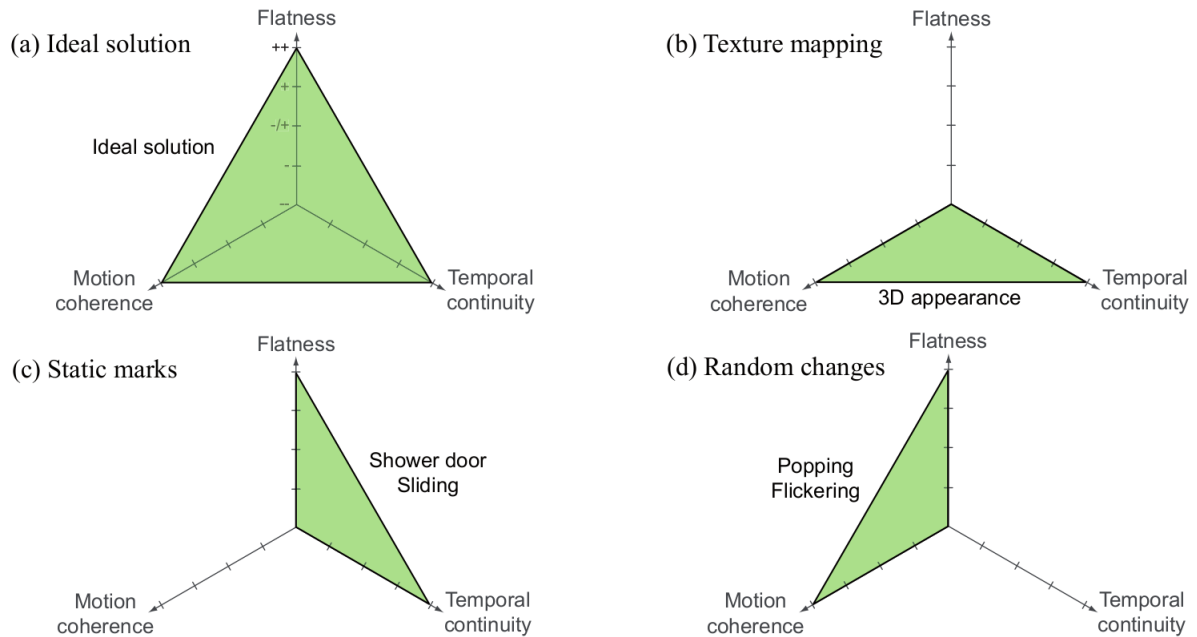 (a) Ideal solution
Flatness
++
+
-/+
-
--
Ideal solution
Motion
coherence
Temporal
continuity
(b) Texture mapping
Flatness
Motion
coherence
3D appearance
Temporal
continuity
(c) Static marks
Flatness
Shower door
Sliding
Motion
coherence
Temporal
continuity
(d) Random changes
Flatness
Popping
Flickering
Motion
coherence
Temporal
continuity